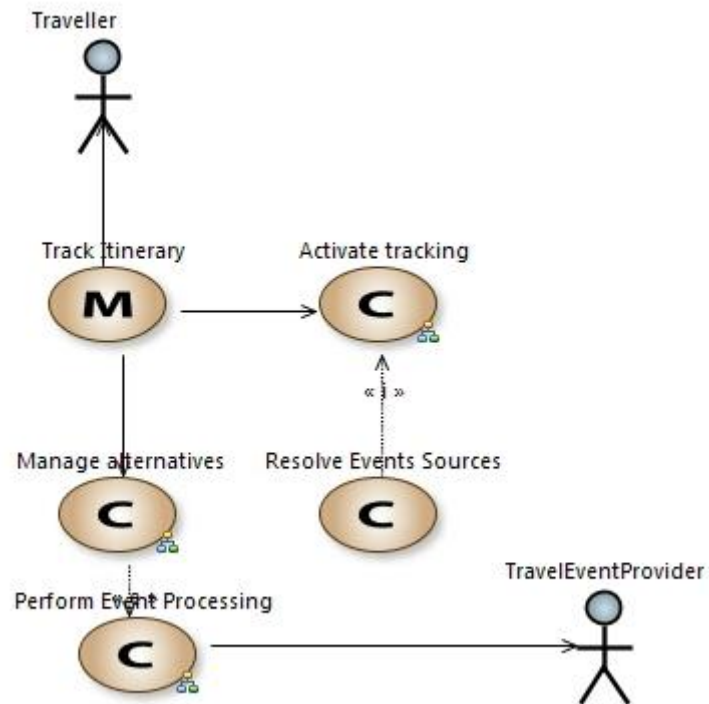 Traveller
Track Itinerary
Activate tracking
M
C
Manage alternatives
Resolve Events Sources
C
C
TravelEventProvider
Perform Event Processing
C